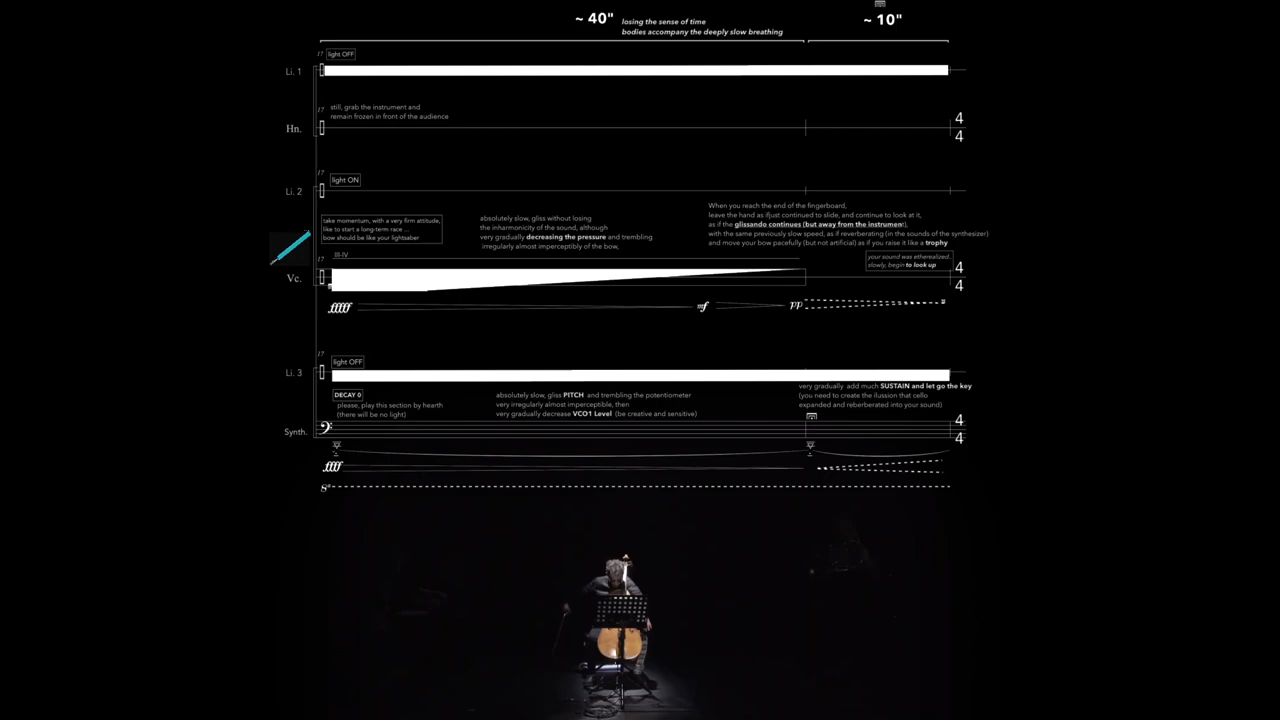 ~ 40" losing the sense of time
bodies accompany the deeply slow breathing
~ 10"
17 light OFF
Li. 1
17 still, grab the instrument and
remain frozen in front of the audience
Hn.
4
4
17 light ON
Li. 2
take momentum, with a very firm attitude,
like to start a long-term race ...
bow should be like your lightsaber
absolutely slow, gliss without losing
the inharmonicity of the sound, although
very gradually decreasing the pressure and trembling
irregularly almost imperceptibly of the bow,
When you reach the end of the fingerboard,
leave the hand as ifjust continued to slide, and continue to look at it,
as if the glissando continues (but away from the instrument),
with the same previously slow speed, as if reverberating (in the sounds of the synthesizer)
and move your bow pacefully (but not artificial) as if you raise it like a trophy
your sound was etherealized.
slowly, begin to look up
17 III-IV
Vc.
4
4
ffff mf pp
17 light OFF
Li. 3
DECAY 0
please, play this section by hearth
(there will be no light)
absolutely slow, gliss PITCH and trembling the potentiometer
very irregularly almost imperceptible, then
very gradually decrease VCO1 Level (be creative and sensitive)
very gradually add much SUSTAIN and let go the key
(you need to create the ilussion that cello
expanded and reberberated into your sound)
Synth.
4
4
ffff